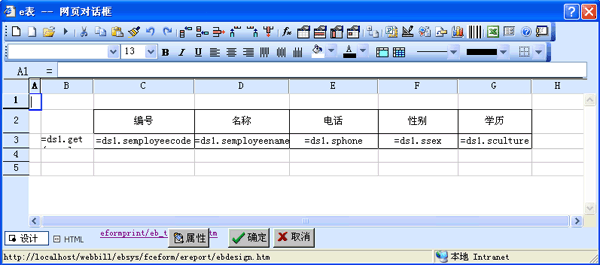 e表 -- 网页对话框
13
B I U
A1
A B C D E F G H
1
2 编号 名称 电话 性别 学历
3 =ds1.get =ds1.semployeecode =ds1.semployeename =ds1.sphone =ds1.ssex =ds1.sculture
4
5
设计 HTML eformprint/eb_t 属性 确定 取消
http://localhost/webbill/ebsys/fceform/ereport/ebdesign.htm 本地 Intranet